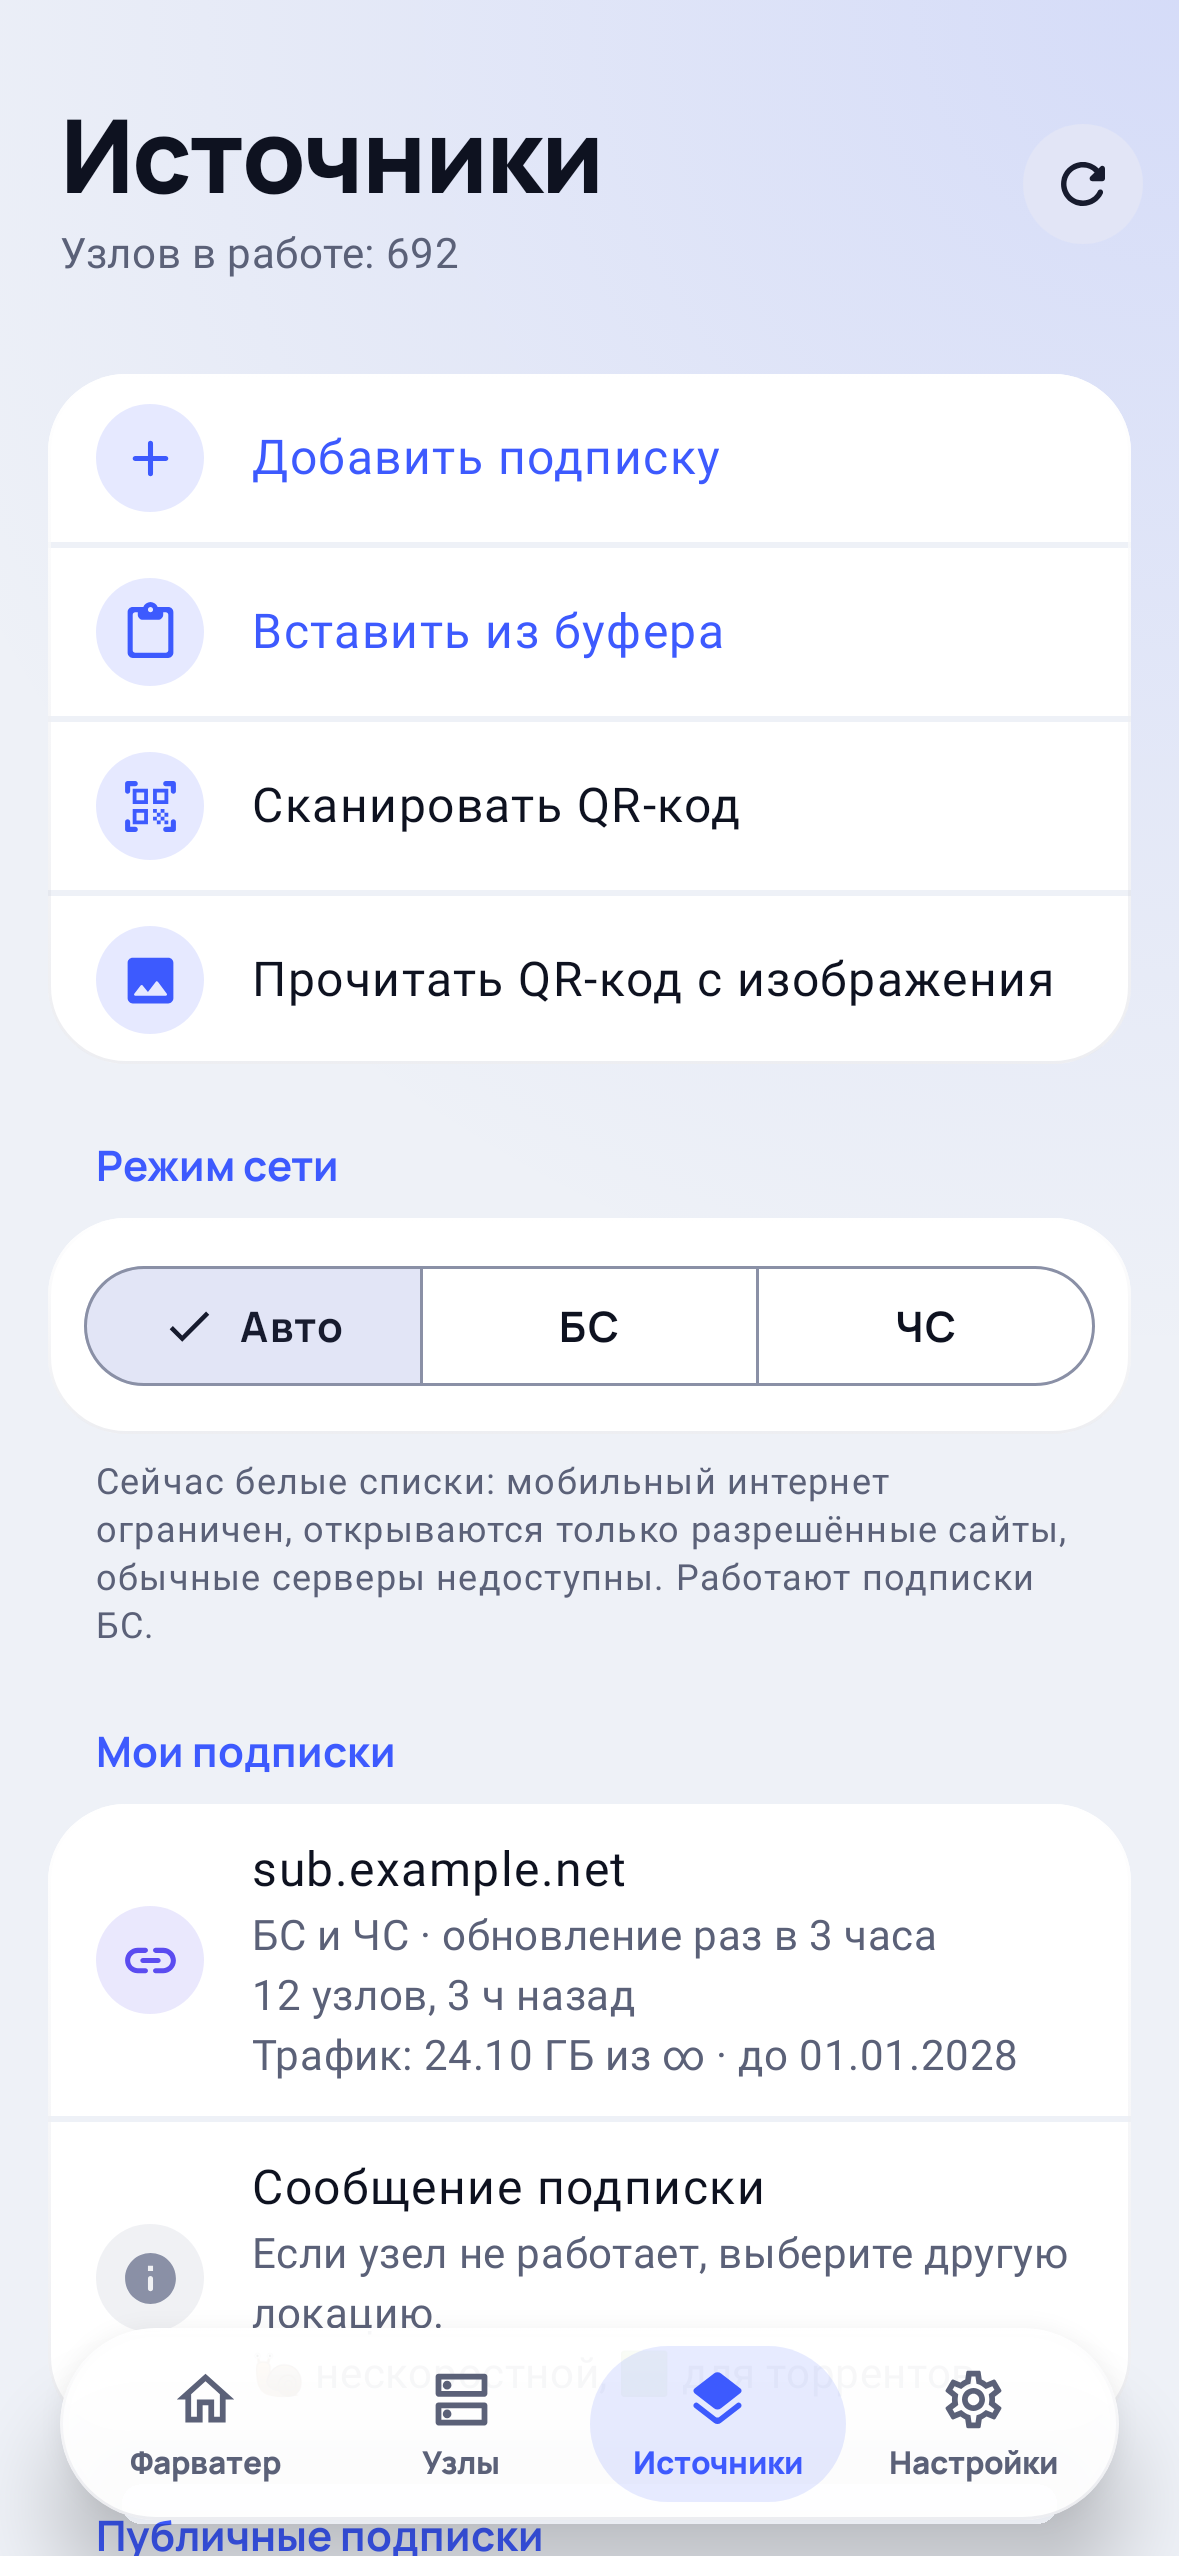 Источники
Узлов в работе: 692
Добавить подписку
Вставить из буфера
Сканировать QR-код
Прочитать QR-код с изображения
Режим сети
Авто
БС
ЧС
Сейчас белые списки: мобильный интернет
ограничен, открываются только разрешённые сайты,
обычные серверы недоступны. Работают подписки
БС.
Мои подписки
sub.example.net
БС и ЧС · обновление раз в 3 часа
12 узлов, 3 ч назад
Трафик: 24.10 ГБ из ∞ · до 01.01.2028
Сообщение подписки
Если узел не работает, выберите другую
локацию.
нескоростной, для торрентов
Фарватер
Узлы
Источники
Настройки
Публичные подписки